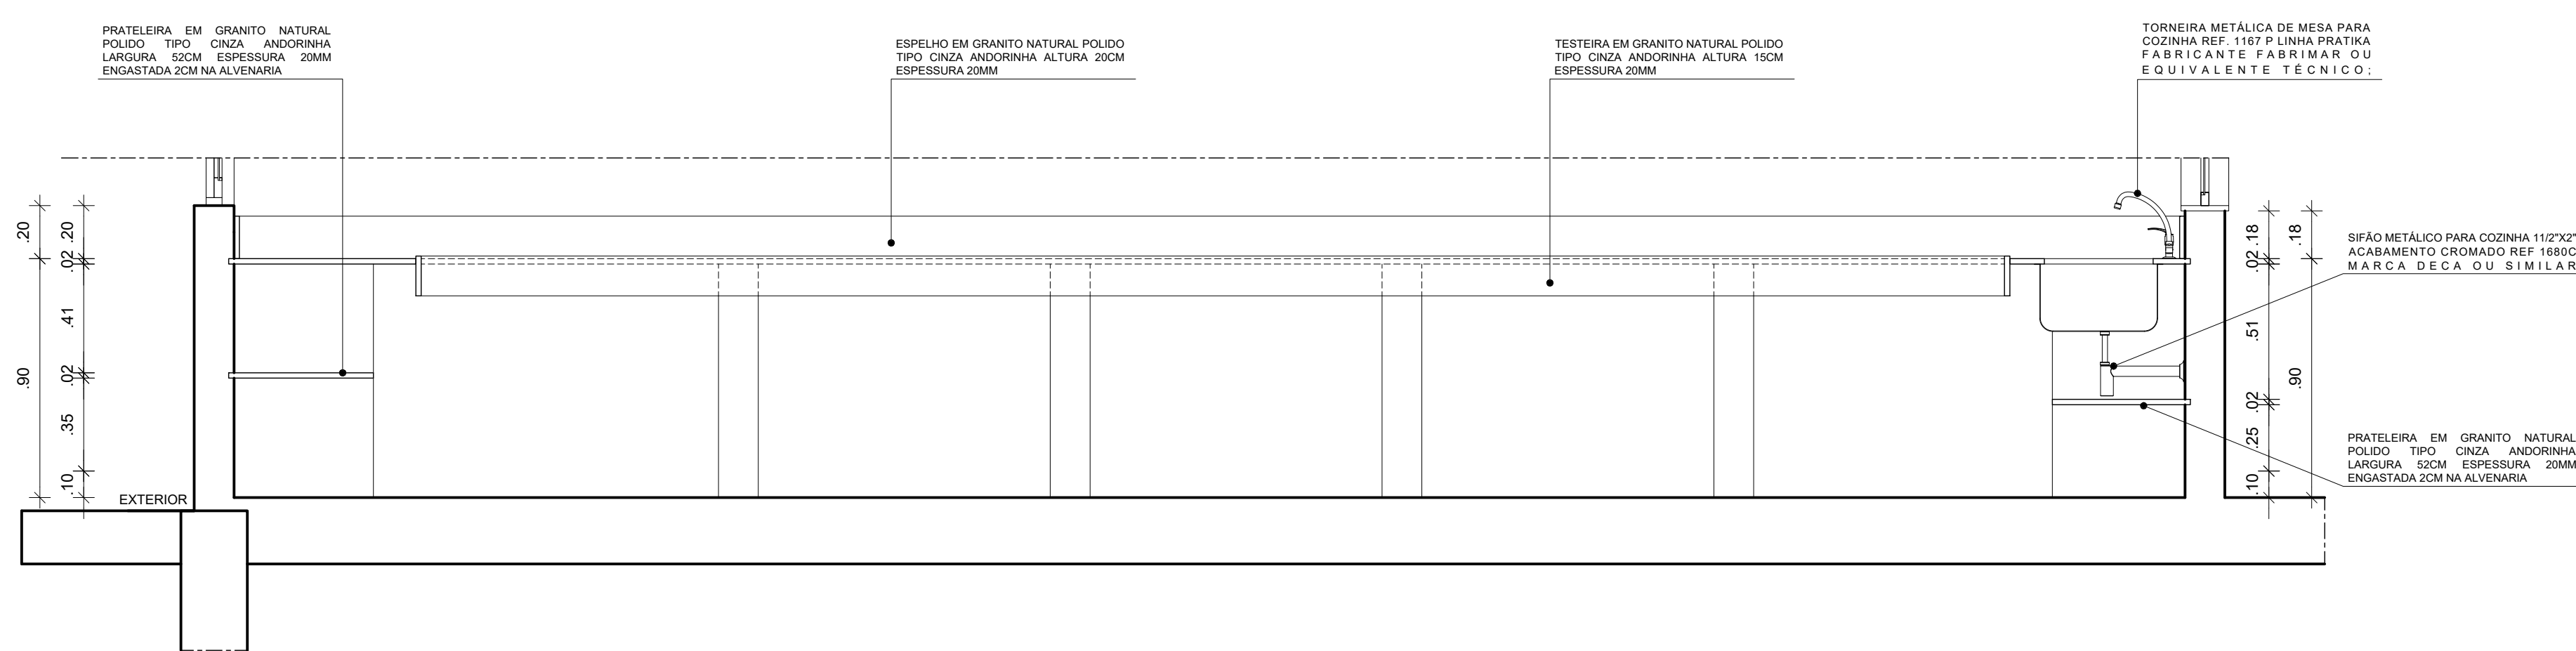 PRATELEIRA EM GRANITO NATURAL
POLIDO TIPO CINZA ANDORINHA
LARGURA 52CM ESPESSURA 20MM
ENGASTADA 2CM NA ALVENARIA
ESPELHO EM GRANITO NATURAL POLIDO
TIPO CINZA ANDORINHA ALTURA 20CM
ESPESSURA 20MM
TESTEIRA EM GRANITO NATURAL POLIDO
TIPO CINZA ANDORINHA ALTURA 15CM
ESPESSURA 20MM
TORNEIRA METÁLICA DE MESA PARA
COZINHA REF. 1167 P LINHA PRATIKA
FABRICANTE FABRIMAR OU
EQUIVALENTE TÉCNICO;
.20
.90
.20
.02
.41
.02
.35
.10
EXTERIOR
.18
.02
.51
.02
.25
.10
.18
.90
SIFÃO METÁLICO PARA COZINHA 11/2"X2"
ACABAMENTO CROMADO REF 1680C
MARCA DECA OU SIMILAR
PRATELEIRA EM GRANITO NATURAL
POLIDO TIPO CINZA ANDORINHA
LARGURA 52CM ESPESSURA 20MM
ENGASTADA 2CM NA ALVENARIA